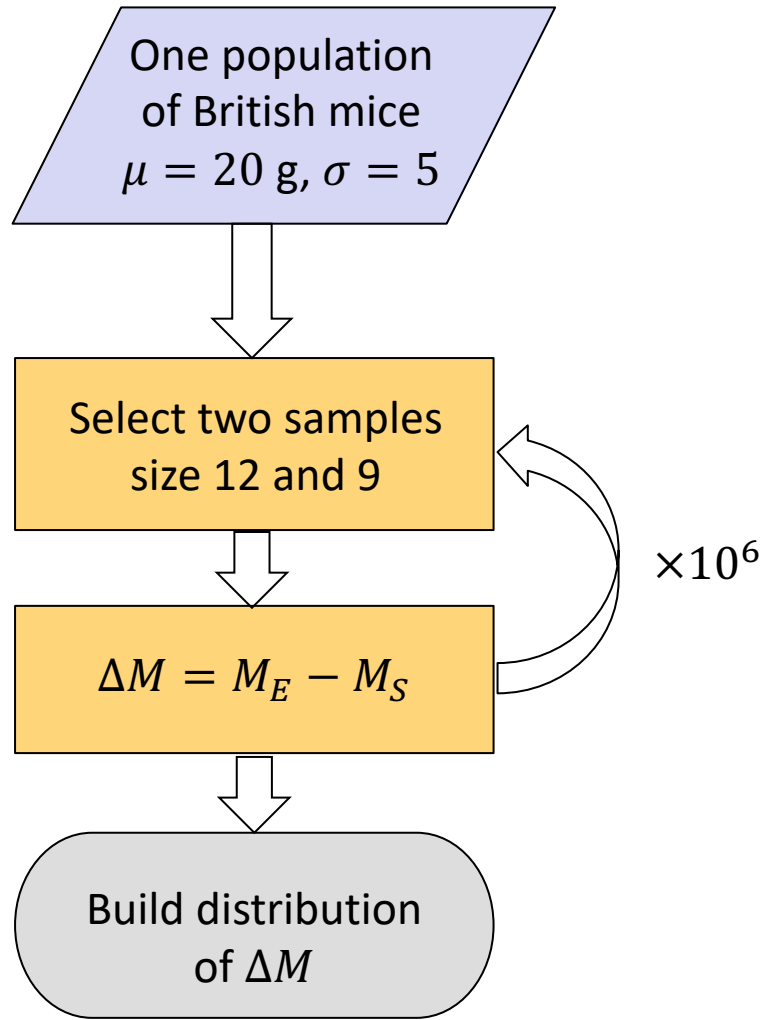 One population
of British mice
𝜇 = 20 g, 𝜎 = 5
Select two samples
size 12 and 9
×10⁶
Δ𝑀 = 𝑀_𝐸 − 𝑀_𝑆
Build distribution
of Δ𝑀